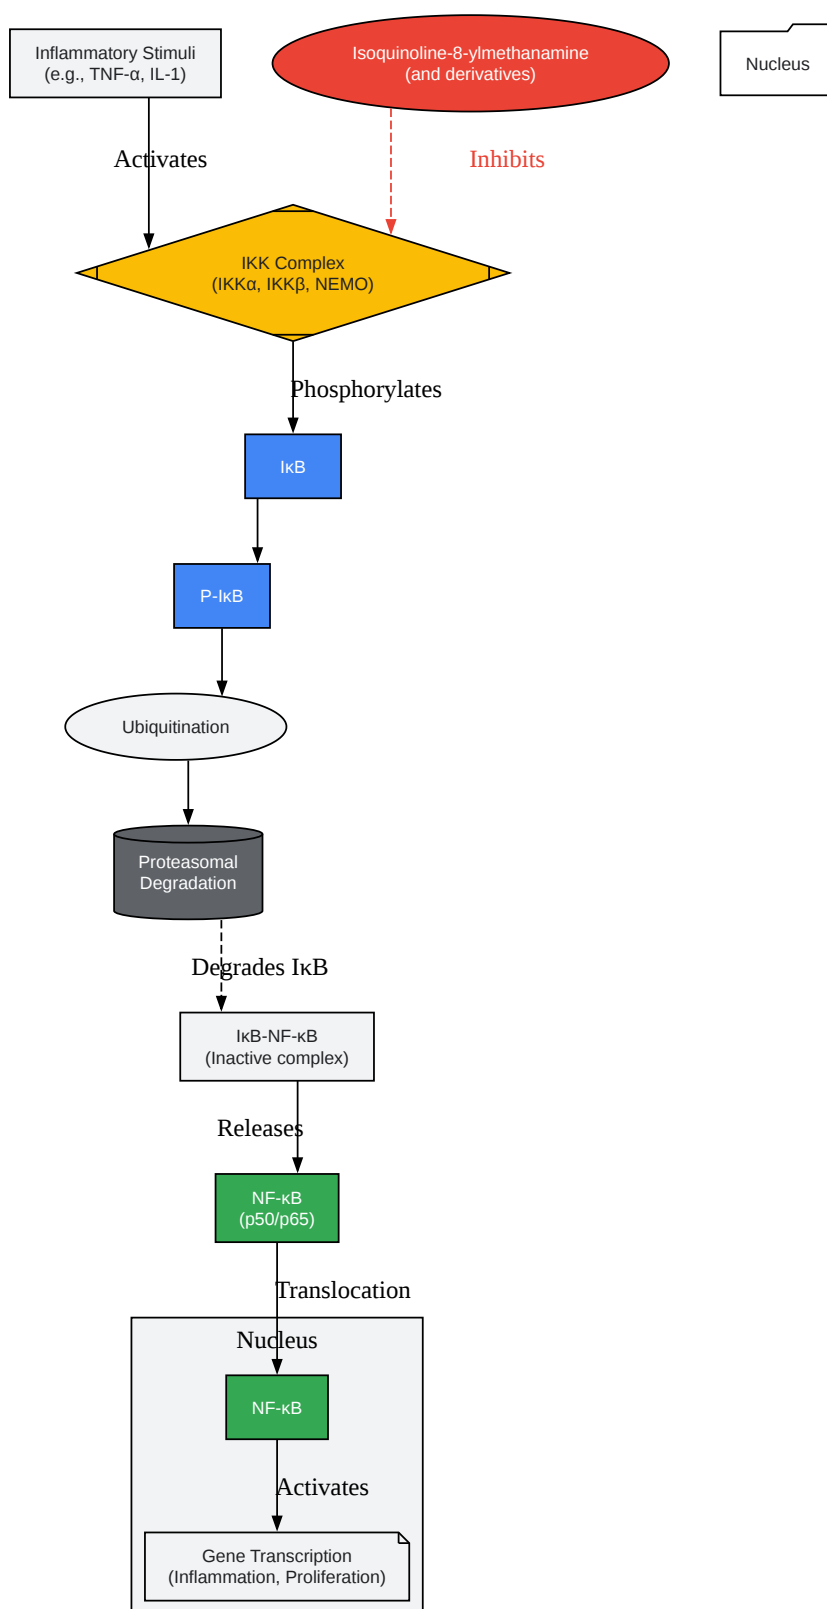 Inflammatory Stimuli
(e.g., TNF-α, IL-1)
Isoquinoline-8-ylmethanamine
(and derivatives)
Nucleus
Activates
Inhibits
IKK Complex
(IKKα, IKKβ, NEMO)
Phosphorylates
IκB
P-IκB
Ubiquitination
Proteasomal
Degradation
Degrades IκB
IκB-NF-κB
(Inactive complex)
Releases
NF-κB
(p50/p65)
Translocation
Nucleus
NF-κB
Activates
Gene Transcription
(Inflammation, Proliferation)